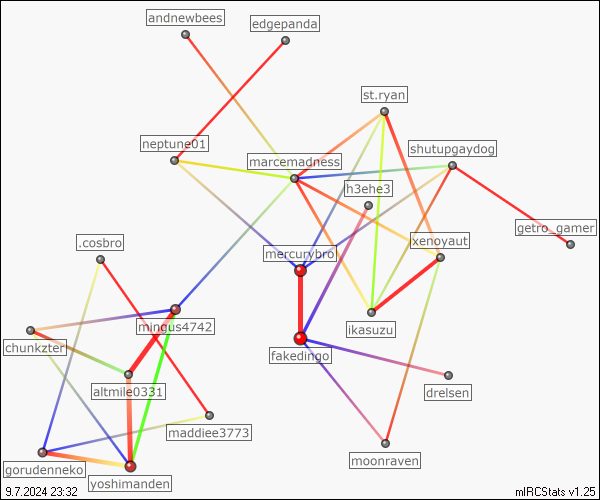 andnewbees
edgepanda
st.ryan
neptune01
shutupgaydog
marcemadness
h3ehe3
getro_gamer
.cosbro
xenoyaut
mercurybro
mingus4742
ikasuzu
chunkzter
fakedingo
altmile0331
drelsen
maddiee3773
moonraven
gorudenneko
yoshimanden
9.7.2024 23:32
mIRCStats v1.25